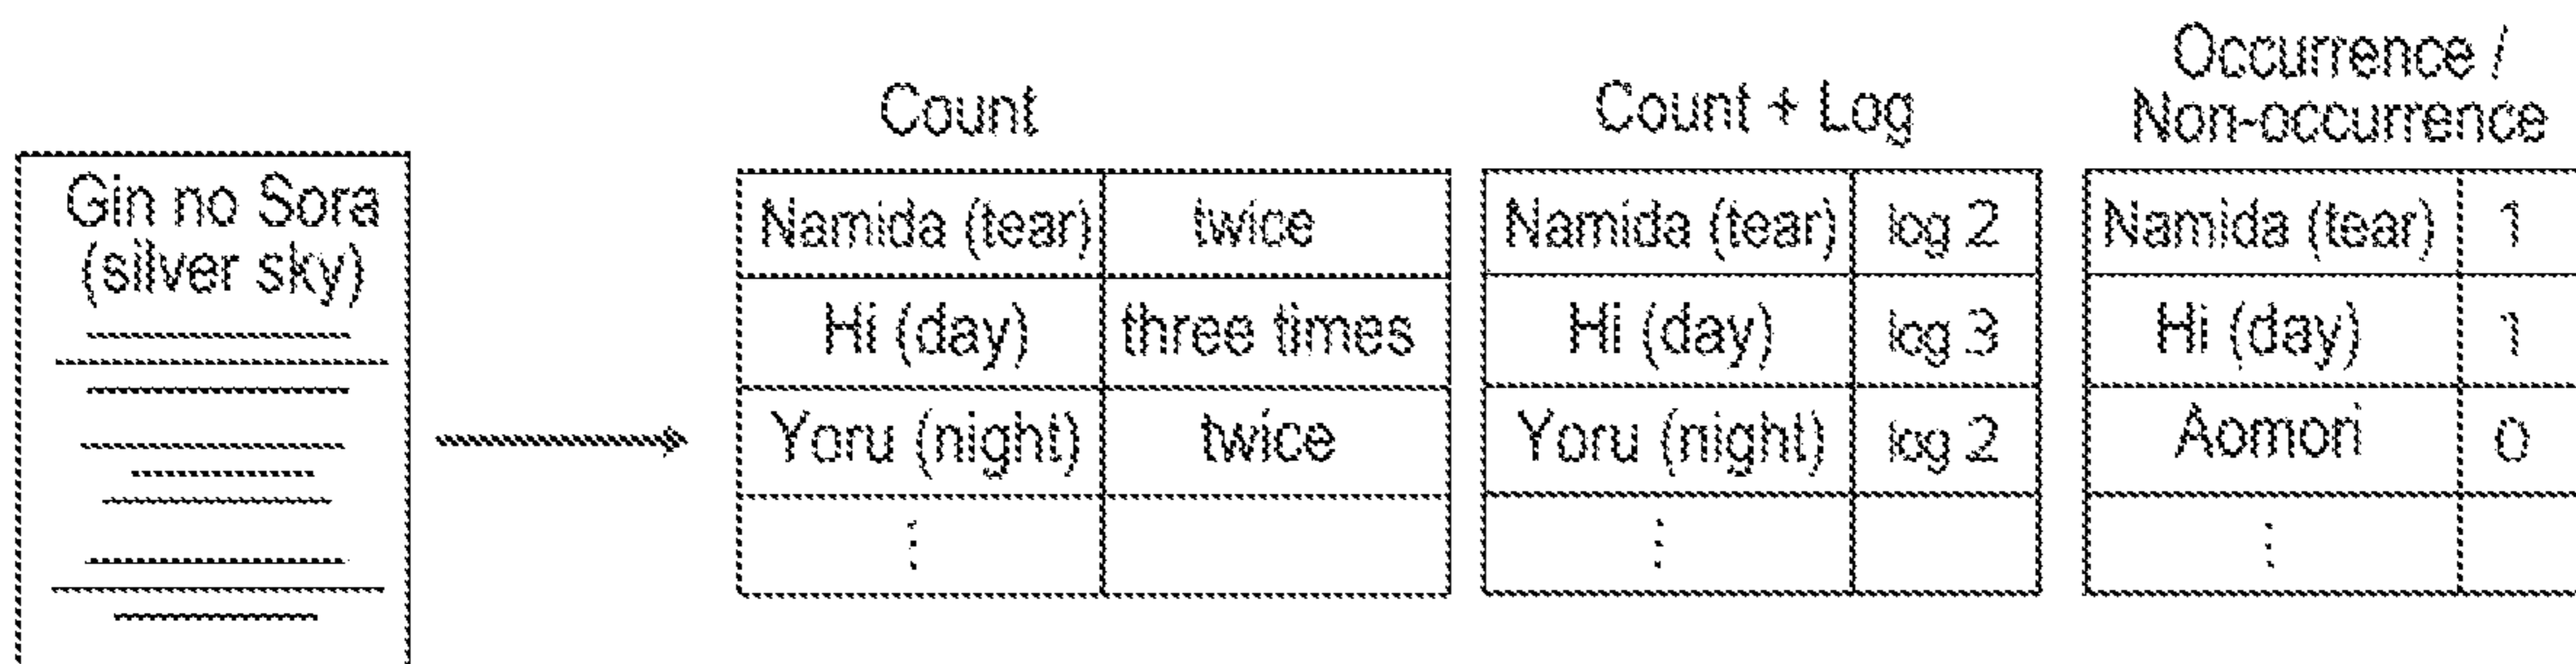 Gin no Sora
(silver sky)
Count
Namida (tear) twice
Hi (day) three times
Yoru (night) twice
⋮
Count + Log
Namida (tear) log 2
Hi (day) log 3
Yoru (night) log 2
⋮
Occurrence /
Non-occurrence
Namida (tear) 1
Hi (day) 1
Aomori 0
⋮